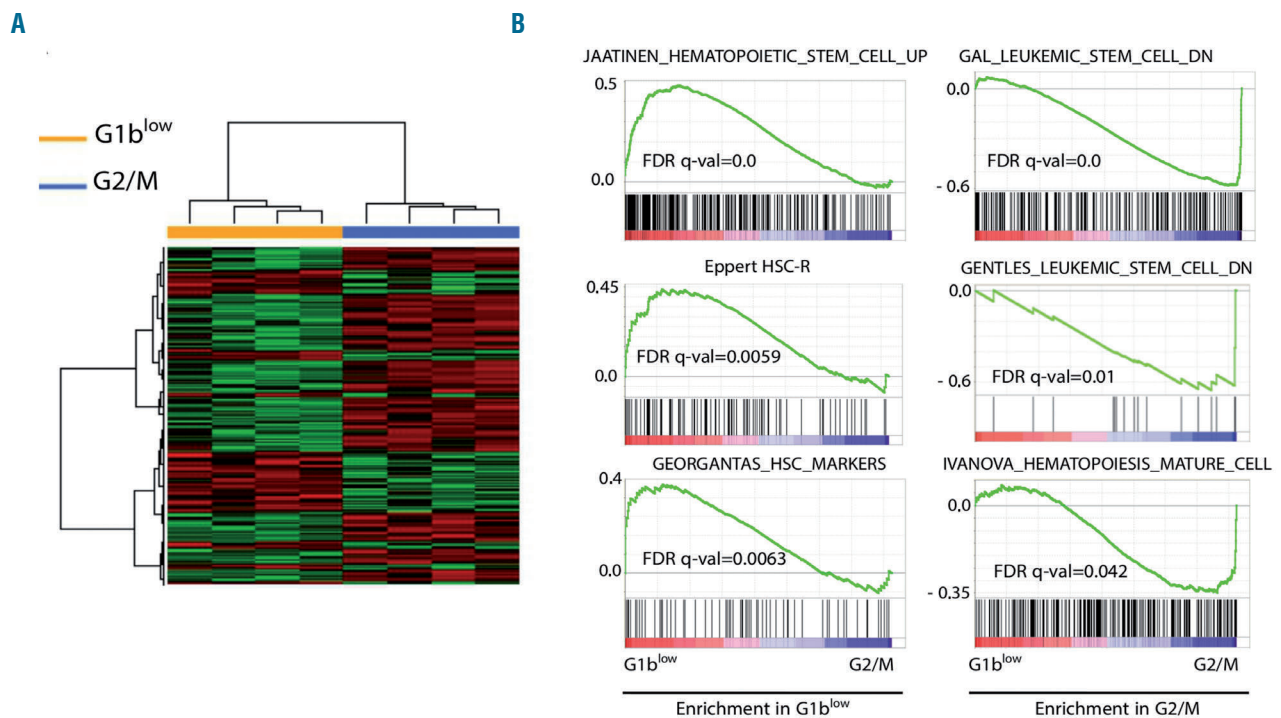 A
B
G1b^low
G2/M
JAATINEN_HEMATOPOIETIC_STEM_CELL_UP
0.5
0.0
FDR q-val=0.0
GAL_LEUKEMIC_STEM_CELL_DN
0.0
- 0.6
FDR q-val=0.0
Eppert HSC-R
0.45
0.0
FDR q-val=0.0059
GENTLES_LEUKEMIC_STEM_CELL_DN
0.0
- 0.6
FDR q-val=0.01
GEORGANTAS_HSC_MARKERS
0.4
0.0
FDR q-val=0.0063
IVANOVA_HEMATOPOIESIS_MATURE_CELL
0.0
- 0.35
FDR q-val=0.042
G1b^low G2/M
Enrichment in G1b^low
G1b^low G2/M
Enrichment in G2/M